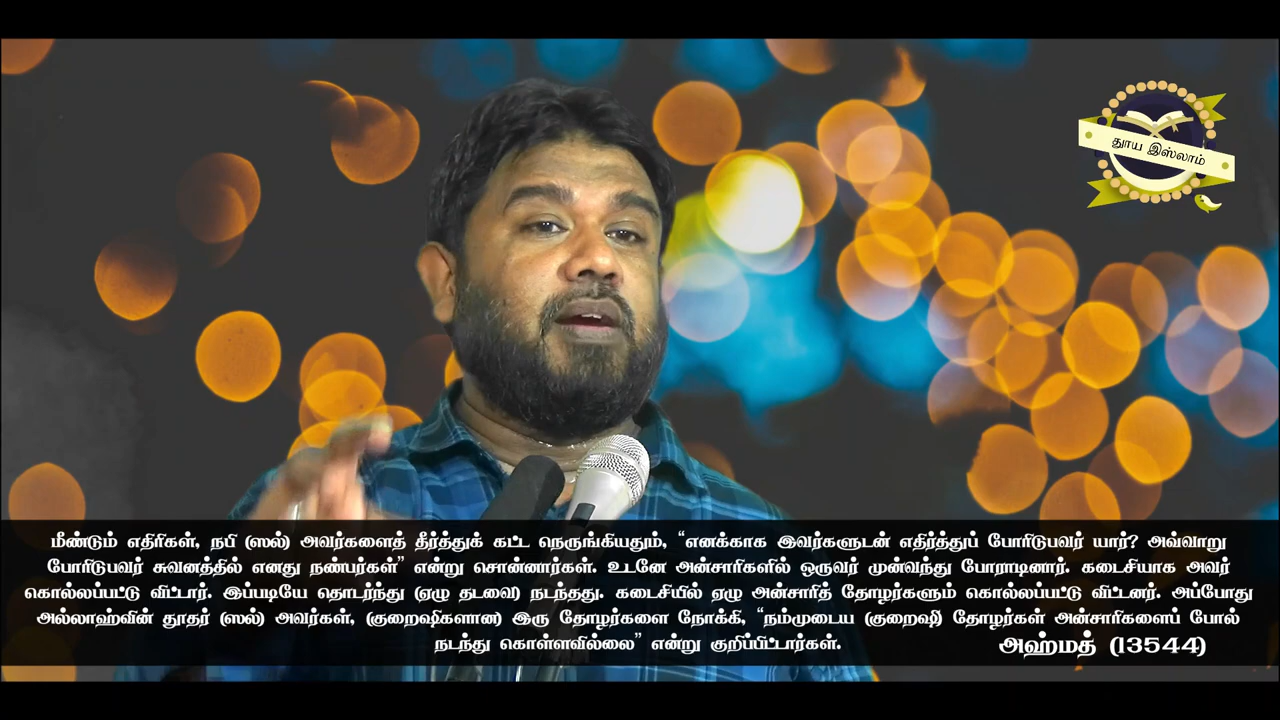 தூய இஸ்லாம்
மீண்டும் எதிரிகள், நபி (ஸல்) அவர்களைத் தீர்த்துக் கட்ட நெருங்கியதும், “எனக்காக இவர்களுடன் எதிர்த்துப் போரிடுபவர் யார்? அவ்வாறு
போரிடுபவர் சுவனத்தில் எனது நண்பர்கள்” என்று சொன்னார்கள். உடனே அன்சாரிகளில் ஒருவர் முன்வந்து போராடினார். கடைசியாக அவர்
கொல்லப்பட்டு விட்டார். இப்படியே தொடர்ந்து (ஏழு தடவை) நடந்தது. கடைசியில் ஏழு அன்சாரித் தோழர்களும் கொல்லப்பட்டு விட்டனர். அப்போது
அல்லாஹ்வின் தூதர் (ஸல்) அவர்கள், (குறைஷிகளான) இரு தோழர்களை நோக்கி, “நம்முடைய (குறைஷி) தோழர்கள் அன்சாரிகளைப் போல்
நடந்து கொள்ளவில்லை” என்று குறிப்பிட்டார்கள். அஹ்மத் (13544)